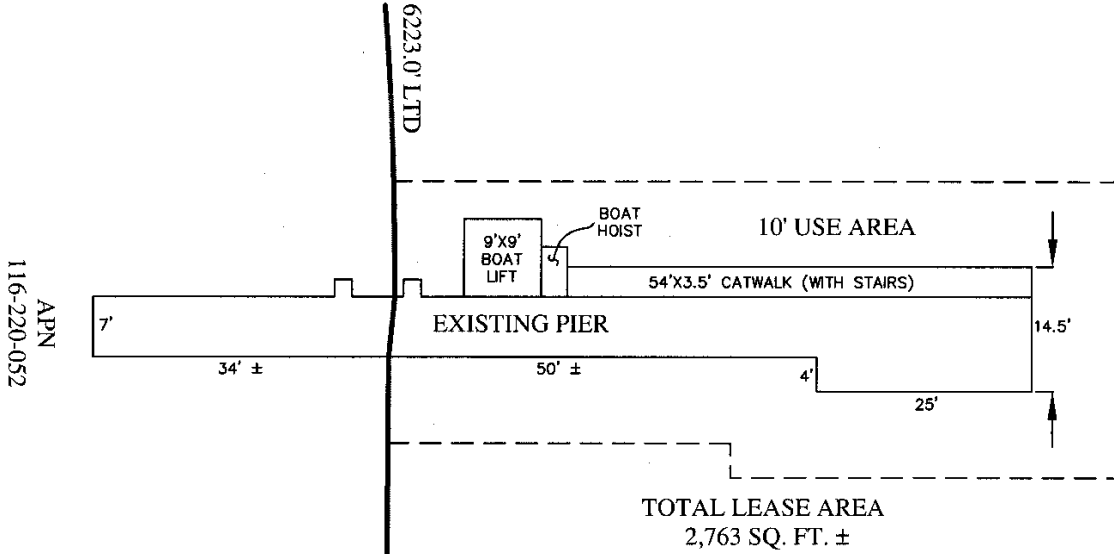 6223.0' LTD
BOAT
HOIST
10' USE AREA
9'X9'
BOAT
LIFT
54'X3.5' CATWALK (WITH STAIRS)
APN
116-220-052
7'
EXISTING PIER
14.5'
34' ±
50' ±
4'
25'
TOTAL LEASE AREA
2,763 SQ. FT. ±